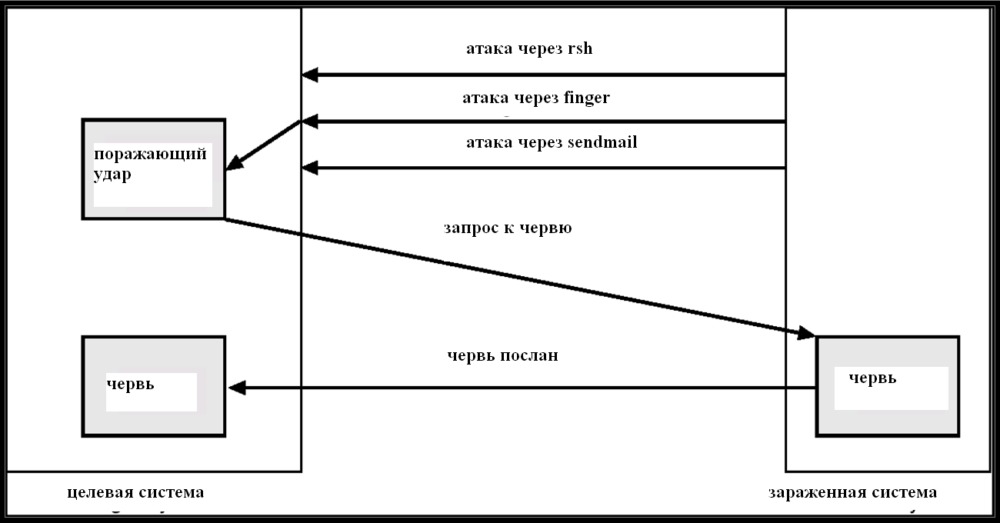 атака через rsh
атака через finger
атака через sendmail
поражающий
удар
запрос к червю
червь послан
червь
червь
целевая система
зараженная система